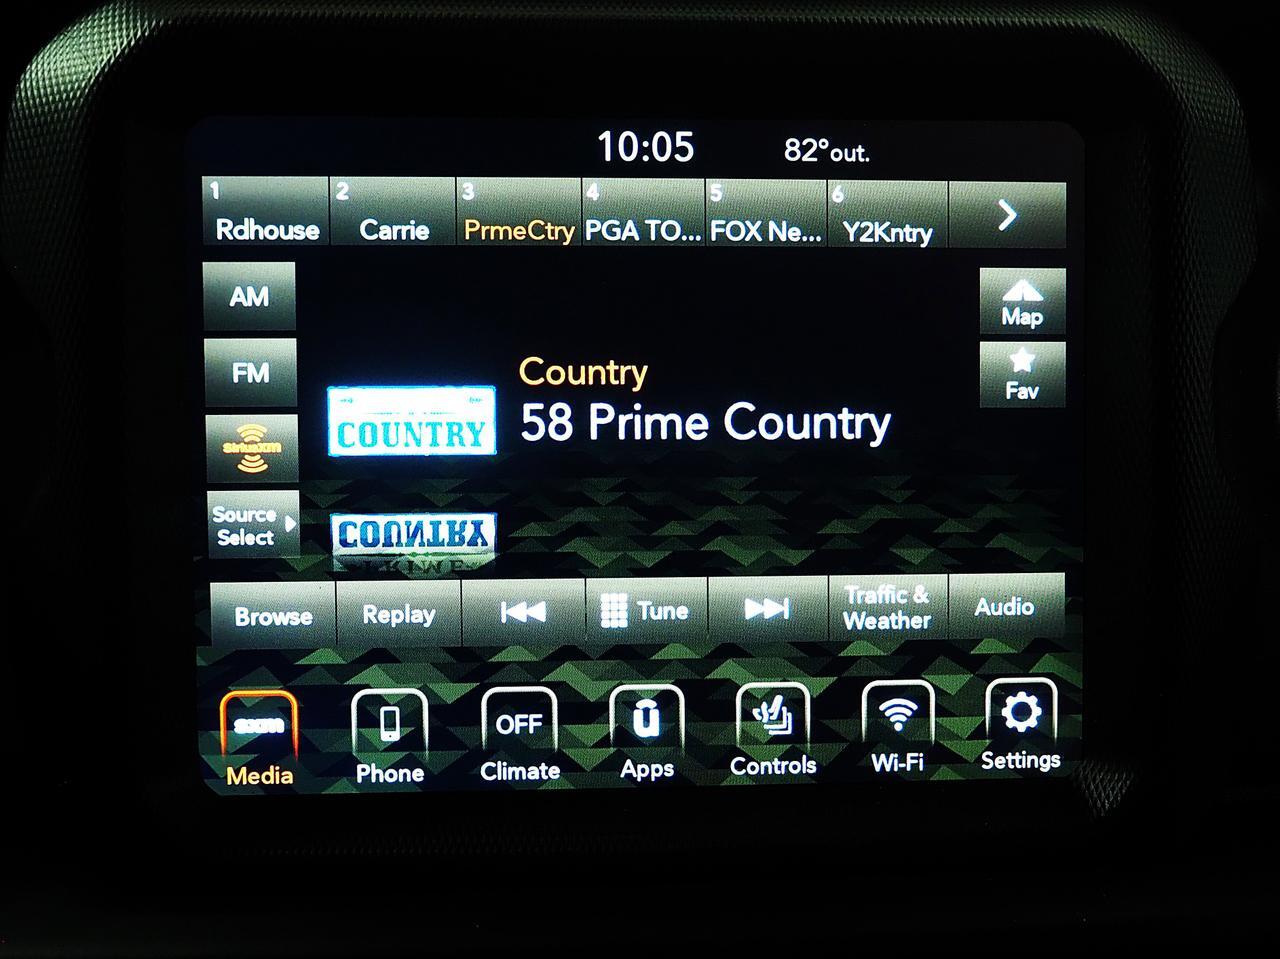 10:05 82°out.
1 2 3 4 5 6
Rdhouse Carrie PrmeCtry PGA TO... FOX Ne... Y2Kntry
AM
Map
FM
Fav
Country
58 Prime Country
COUNTRY
siriusxm
Source
Select
COUNTRY
Browse Replay Tune Traffic & Weather Audio
sxm OFF
Media Phone Climate Apps Controls Wi-Fi Settings